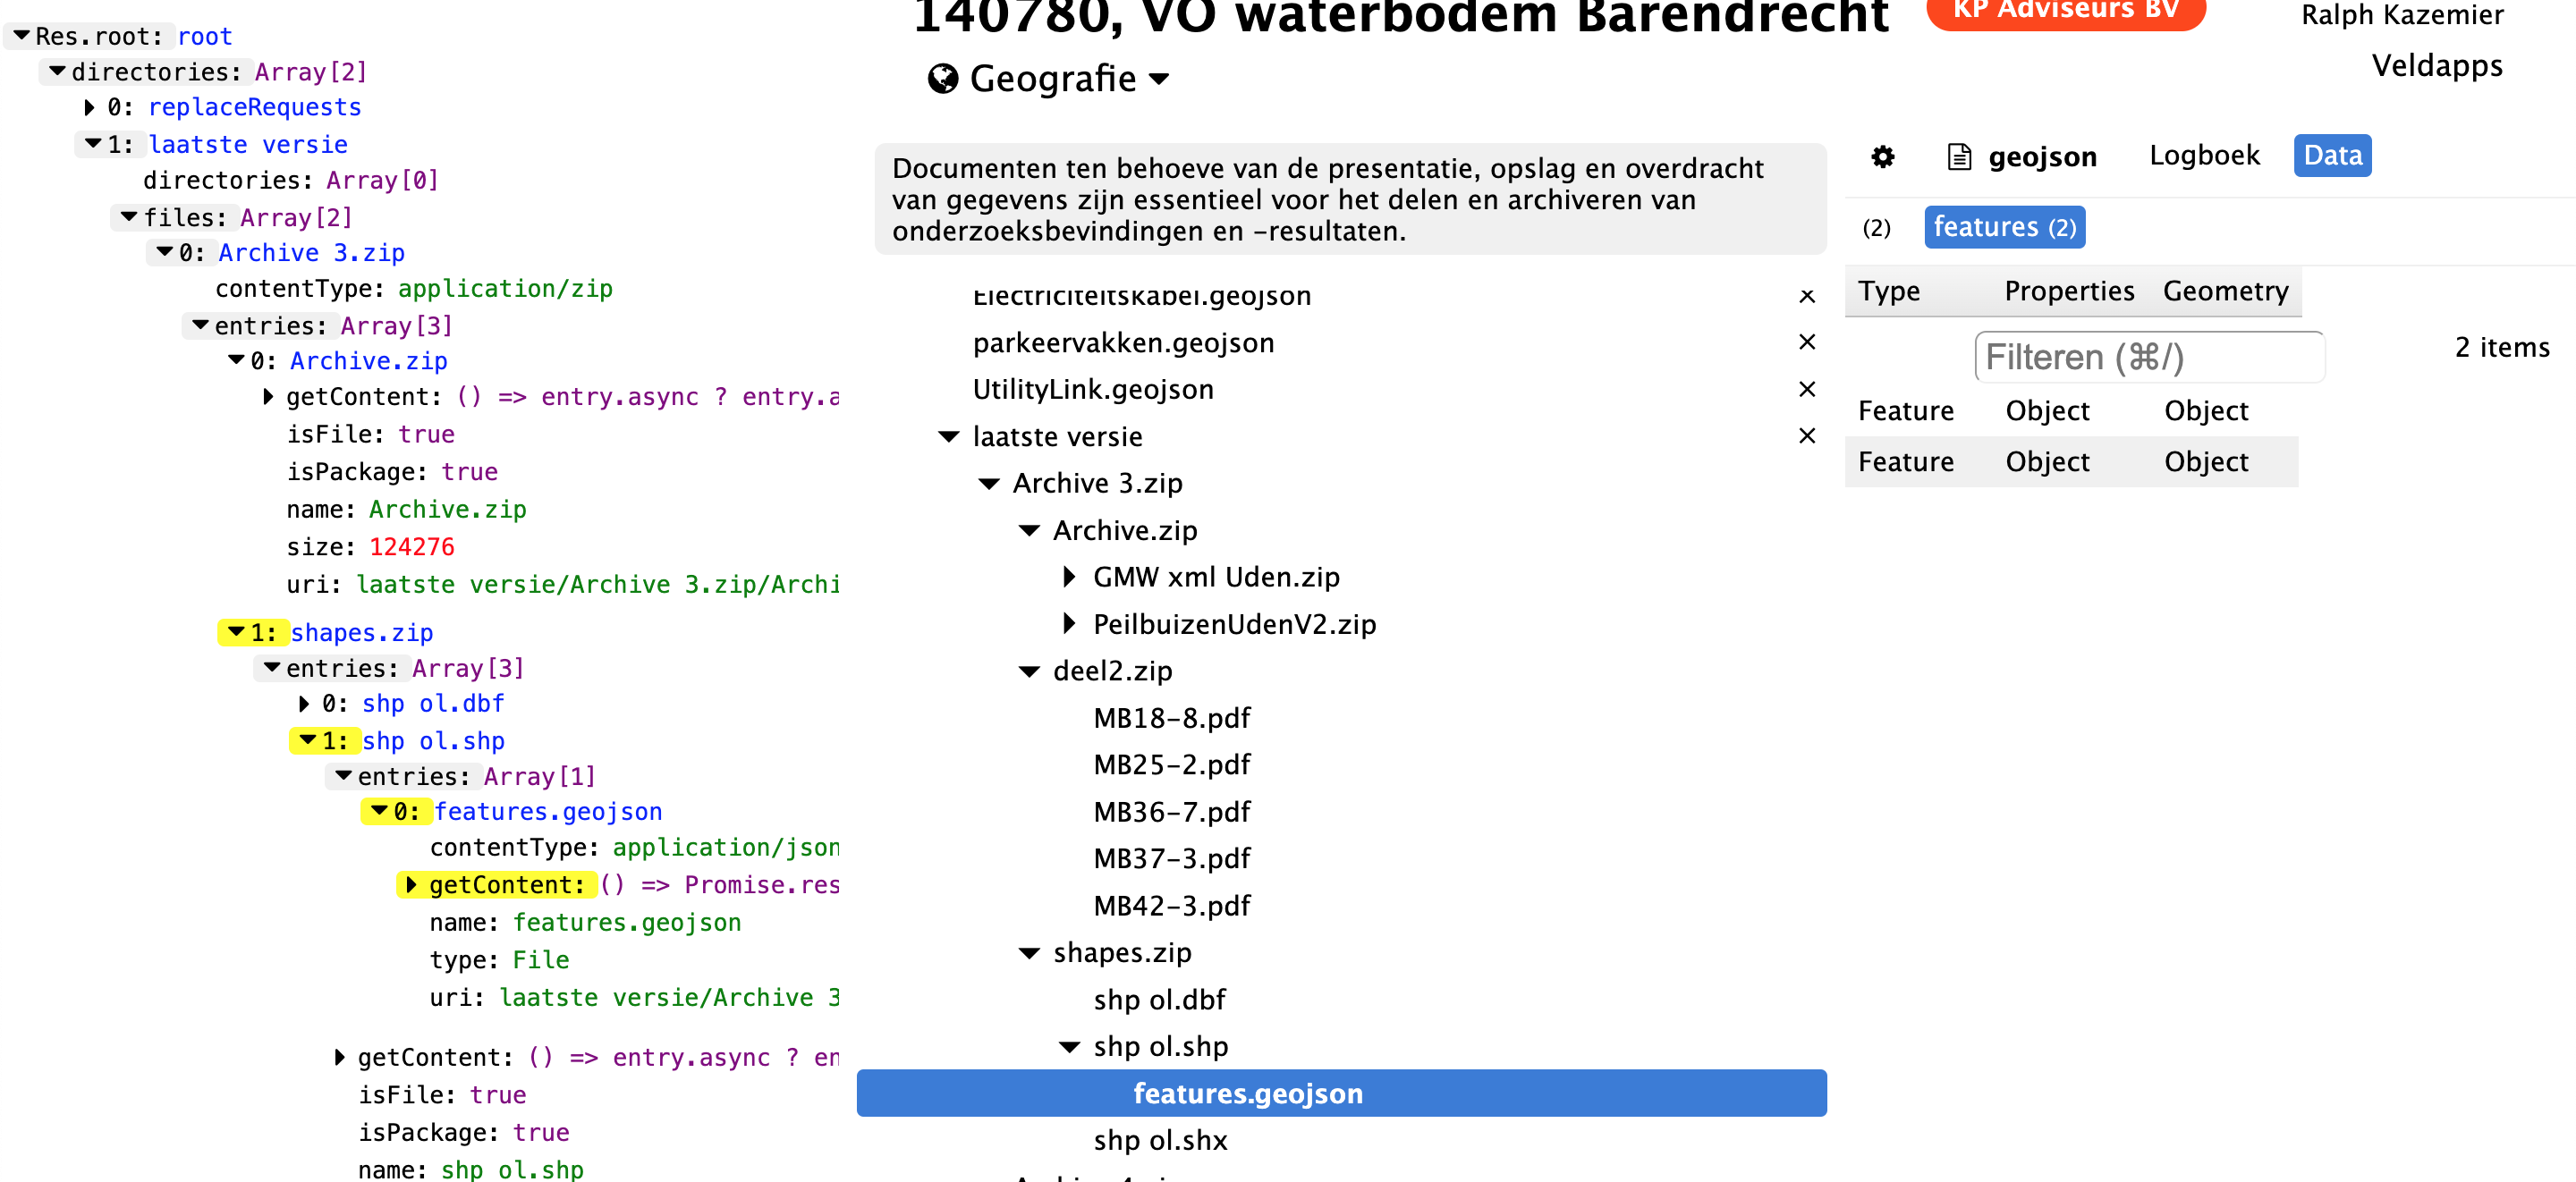 Res.root: root
directories: Array[2]
0: replaceRequests
1: laatste versie
directories: Array[0]
files: Array[2]
0: Archive 3.zip
contentType: application/zip
entries: Array[3]
0: Archive.zip
getContent: () => entry.async ? entry.a
isFile: true
isPackage: true
name: Archive.zip
size: 124276
uri: laatste versie/Archive 3.zip/Archi
1: shapes.zip
entries: Array[3]
0: shp ol.dbf
1: shp ol.shp
entries: Array[1]
0: features.geojson
contentType: application/json
getContent: () => Promise.res
name: features.geojson
type: File
uri: laatste versie/Archive 3
getContent: () => entry.async ? en
isFile: true
isPackage: true
name: shp ol.shp
140780, VO waterbodem Barendrecht
KP Adviseurs BV
Ralph Kazemier
Veldapps
Geografie
Documenten ten behoeve van de presentatie, opslag en overdracht
van gegevens zijn essentieel voor het delen en archiveren van
onderzoeksbevindingen en -resultaten.
Electriciteitskabel.geojson
parkeervakken.geojson
UtilityLink.geojson
laatste versie
Archive 3.zip
Archive.zip
GMW xml Uden.zip
PeilbuizenUdenV2.zip
deel2.zip
MB18-8.pdf
MB25-2.pdf
MB36-7.pdf
MB37-3.pdf
MB42-3.pdf
shapes.zip
shp ol.dbf
shp ol.shp
features.geojson
shp ol.shx
geojson Logboek Data
(2) features (2)
Type Properties Geometry
Filteren (⌘/) 2 items
Feature Object Object
Feature Object Object